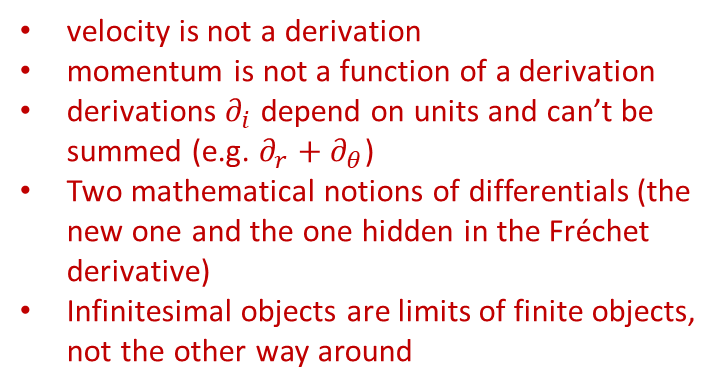 • velocity is not a derivation
• momentum is not a function of a derivation
• derivations ∂ᵢ depend on units and can’t be
summed (e.g. ∂ᵣ + ∂_θ)
• Two mathematical notions of differentials (the
new one and the one hidden in the Fréchet
derivative)
• Infinitesimal objects are limits of finite objects,
not the other way around